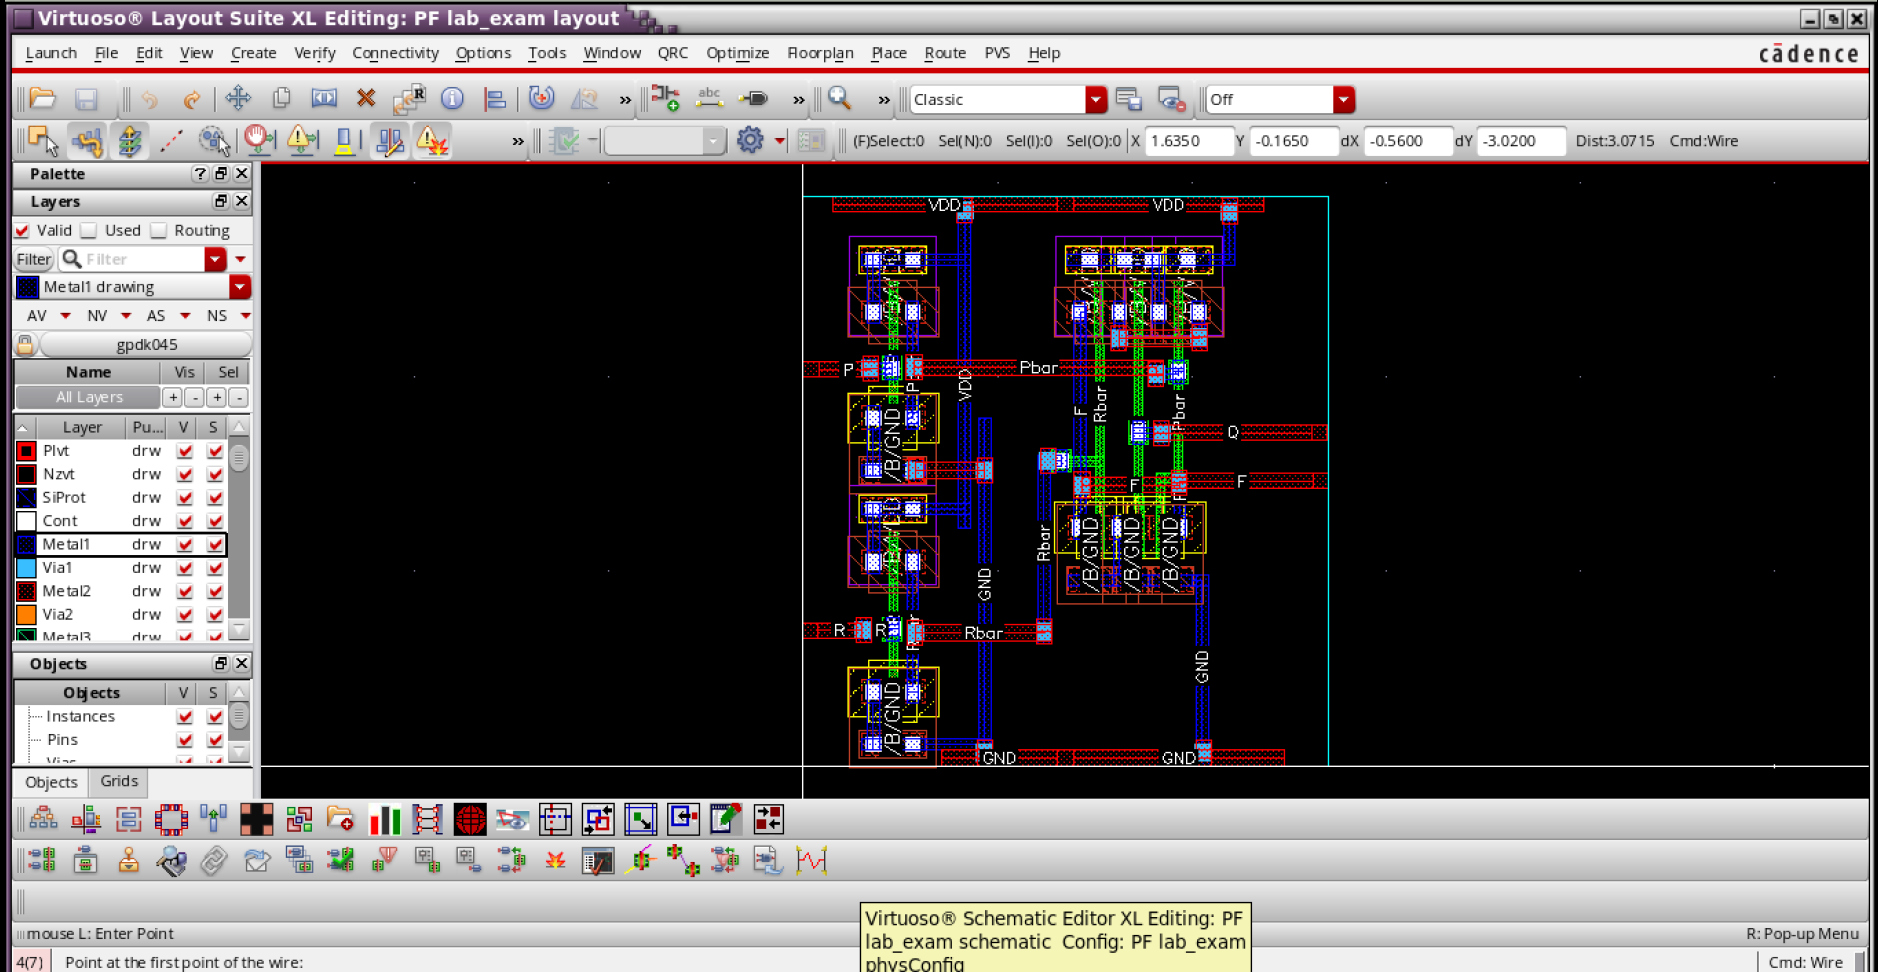 Virtuoso® Layout Suite XL Editing: PF lab_exam layout
Launch File Edit View Create Verify Connectivity Options Tools Window QRC Optimize Floorplan Place Route PVS Help
cādence
R abc » » » Classic Off
» (F)Select:0 Sel(N):0 Sel(I):0 Sel(O):0 X 1.6350 Y -0.1650 dX -0.5600 dY -3.0200 Dist:3.0715 Cmd:Wire
Palette ?
Layers
Valid Used Routing
Filter Filter
Metal1 drawing
AV NV AS NS
gpdk045
Name Vis Sel
All Layers + - + -
Layer Pu... V S
Plvt drw
Nzvt drw
SiProt drw
Cont drw
Metal1 drw
Via1 drw
Metal2 drw
Via2 drw
Metal3 drw
Objects
Objects V S
Instances
Pins
Vias
Objects Grids
VDD VDD
P Pbar
VDD
F Rbar Pbar
Q
F F
/B/GND
GND
Rbar
/B/GND /B/GND /B/GND
R R Rbar
GND
/B/GND
GND GND
mouse L: Enter Point R: Pop-up Menu
4(7) Point at the first point of the wire: Cmd: Wire
Virtuoso® Schematic Editor XL Editing: PF
lab_exam schematic Config: PF lab_exam
physConfig